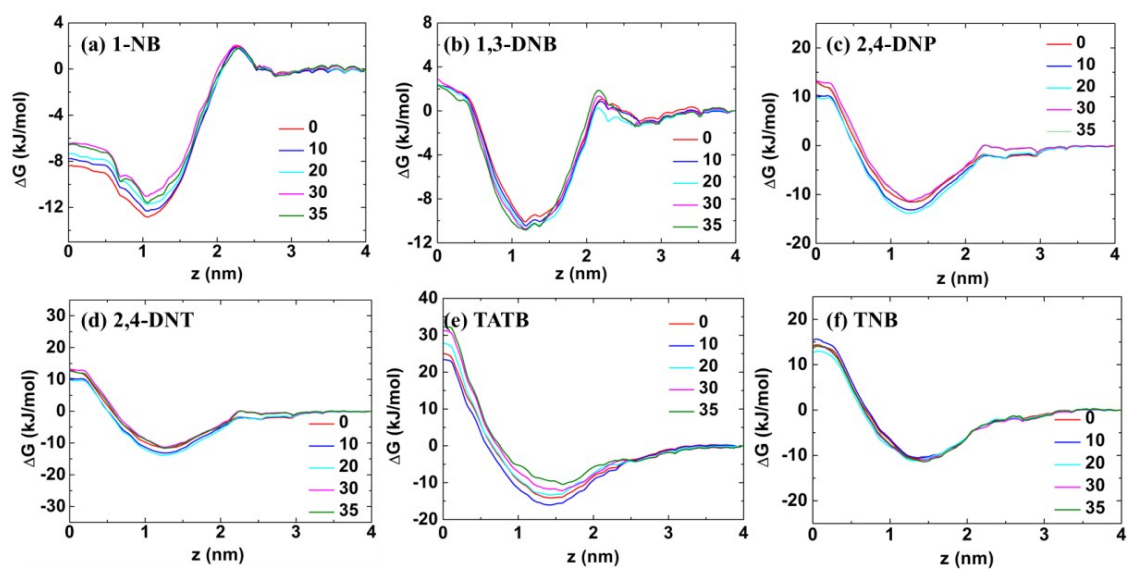 (a) 1-NB
ΔG (kJ/mol)
4
0
-4
-8
-12
0
10
20
30
35
0 1 2 3 4
z (nm)
(b) 1,3-DNB
ΔG (kJ/mol)
8
4
0
-4
-8
-12
0
10
20
30
35
0 1 2 3 4
z (nm)
(c) 2,4-DNP
ΔG (kJ/mol)
20
10
0
-10
-20
0
10
20
30
35
0 1 2 3 4
z (nm)
(d) 2,4-DNT
ΔG (kJ/mol)
30
20
10
0
-10
-20
-30
0
10
20
30
35
0 1 2 3 4
z (nm)
(e) TATB
ΔG (kJ/mol)
40
30
20
10
0
-10
-20
0
10
20
30
35
0 1 2 3 4
z (nm)
(f) TNB
ΔG (kJ/mol)
20
10
0
-10
-20
0
10
20
30
35
0 1 2 3 4
z (nm)